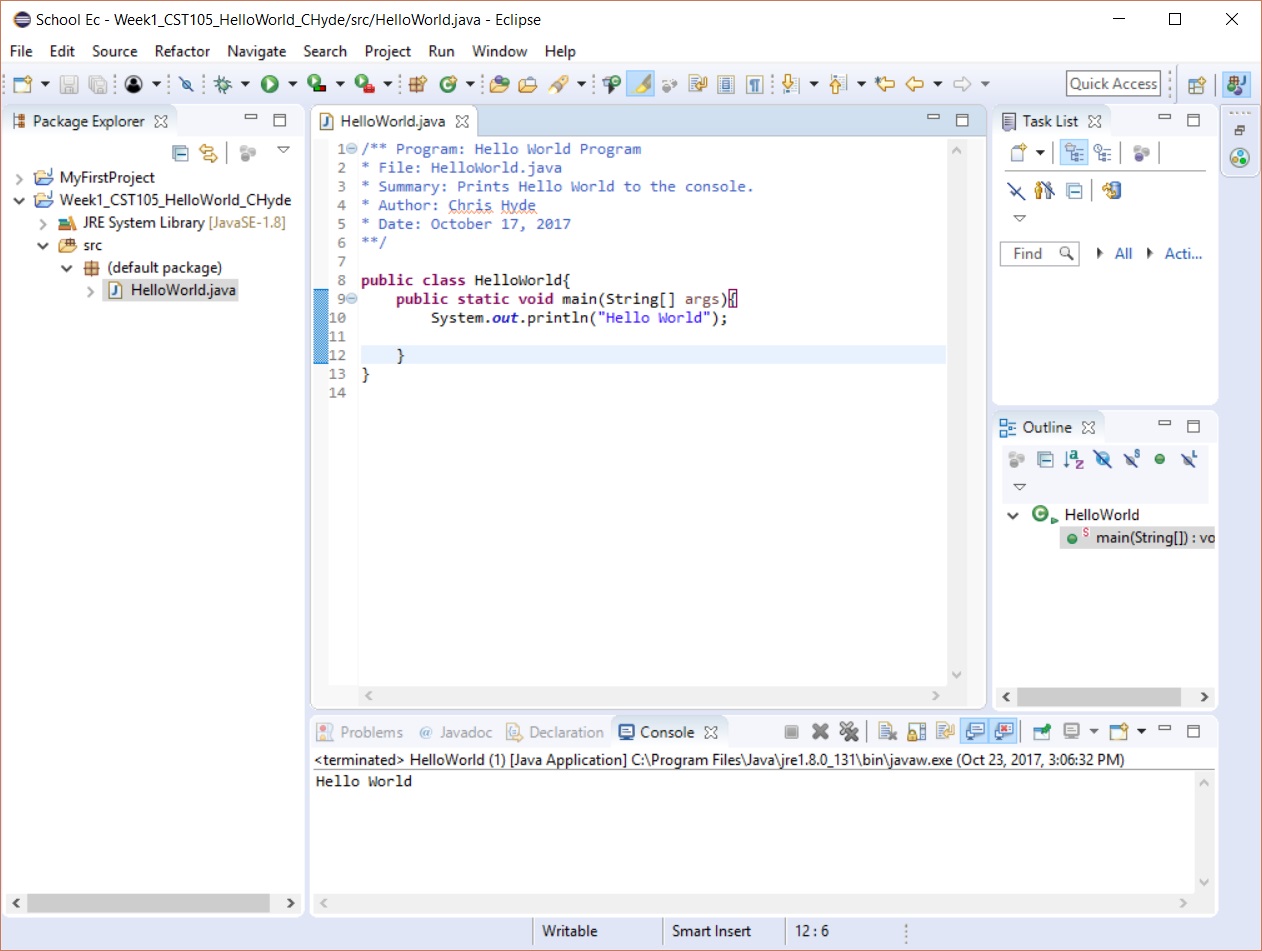 School Ec - Week1_CST105_HelloWorld_CHyde/src/HelloWorld.java - Eclipse
File Edit Source Refactor Navigate Search Project Run Window Help
Quick Access
Package Explorer
MyFirstProject
Week1_CST105_HelloWorld_CHyde
JRE System Library [JavaSE-1.8]
src
(default package)
HelloWorld.java
HelloWorld.java
1 /** Program: Hello World Program
2 * File: HelloWorld.java
3 * Summary: Prints Hello World to the console.
4 * Author: Chris Hyde
5 * Date: October 17, 2017
6 **/
7
8 public class HelloWorld{
9 public static void main(String[] args){
10 System.out.println("Hello World");
11
12 }
13 }
14
Task List
Find All Acti...
Outline
HelloWorld
main(String[]) : vo
Problems @ Javadoc Declaration Console
<terminated> HelloWorld (1) [Java Application] C:\Program Files\Java\jre1.8.0_131\bin\javaw.exe (Oct 23, 2017, 3:06:32 PM)
Hello World
Writable Smart Insert 12 : 6